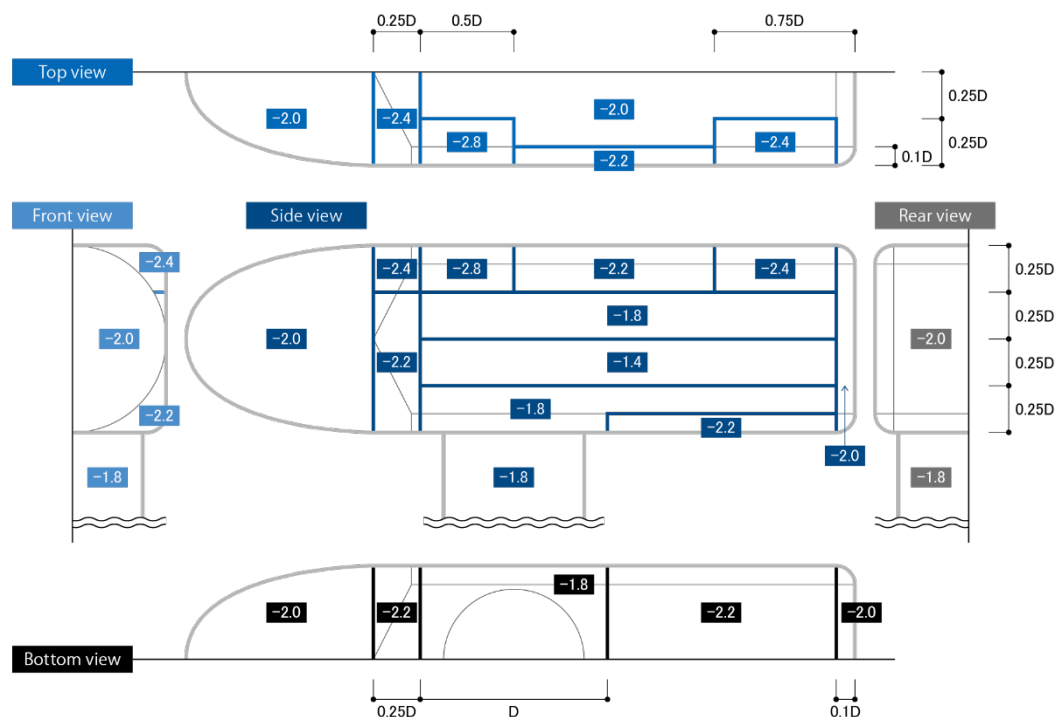 0.25D 0.5D 0.75D
Top view
−2.0 −2.4 −2.0 0.25D
−2.8 −2.2 −2.4 0.1D 0.25D
Front view Side view Rear view
−2.4 −2.4 −2.8 −2.2 −2.4 0.25D
−1.8 0.25D
−2.0 −2.0 −2.0
−2.2 −1.4 0.25D
−2.2 −1.8 0.25D
−2.2
−2.0
−1.8 −1.8 −1.8
−1.8
−2.0 −2.2 −2.2 −2.0
Bottom view
0.25D D 0.1D